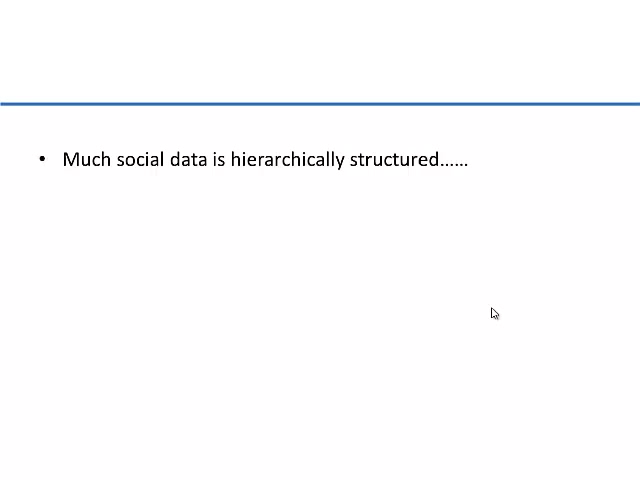 • Much social data is hierarchically structured......